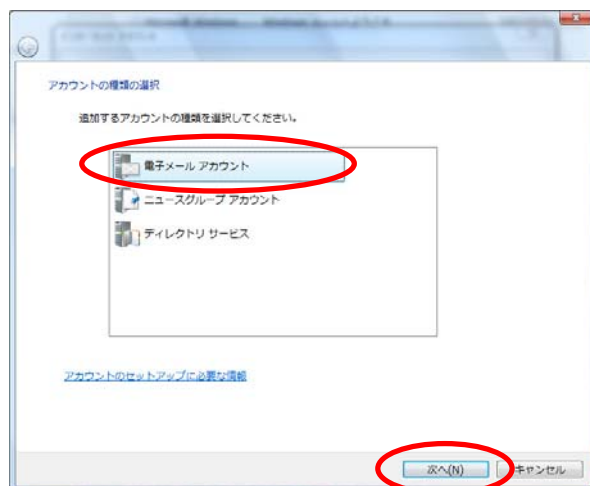 アカウントの種類の選択
追加するアカウントの種類を選択してください。
電子メール アカウント
ニュースグループ アカウント
ディレクトリ サービス
アカウントのセットアップに必要な情報
次へ(N)
キャンセル